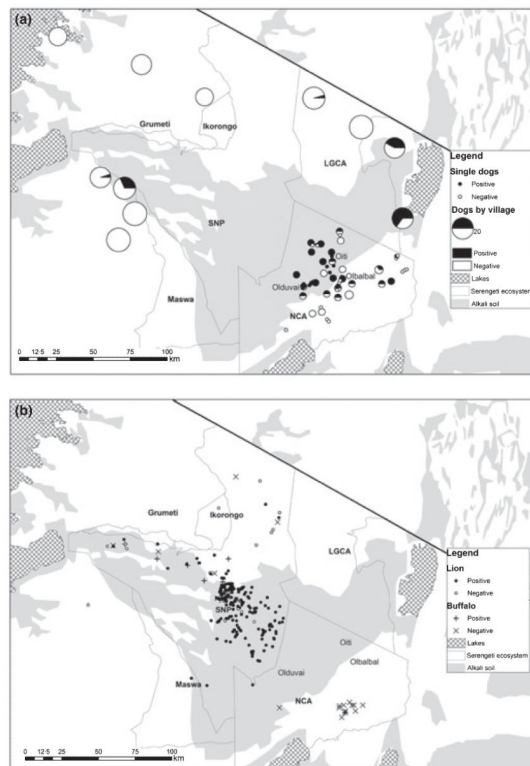 (a)
Grumeti
Ikorongo
LGCA
SNP
Oiti
Olbalbal
Olduvai
Maswa
NCA
Legend
Single dogs
Positive
Negative
Dogs by village
20
Positive
Negative
Lakes
Serengeti ecosystem
Alkali soil
0 12·5 25 50 75 100
km
(b)
Grumeti
Ikorongo
LGCA
SNP
Oiti
Olbalbal
Olduvai
Maswa
NCA
Legend
Lion
Positive
Negative
Buffalo
Positive
Negative
Lakes
Serengeti ecosystem
Alkali soil
0 12·5 25 50 75 100
km